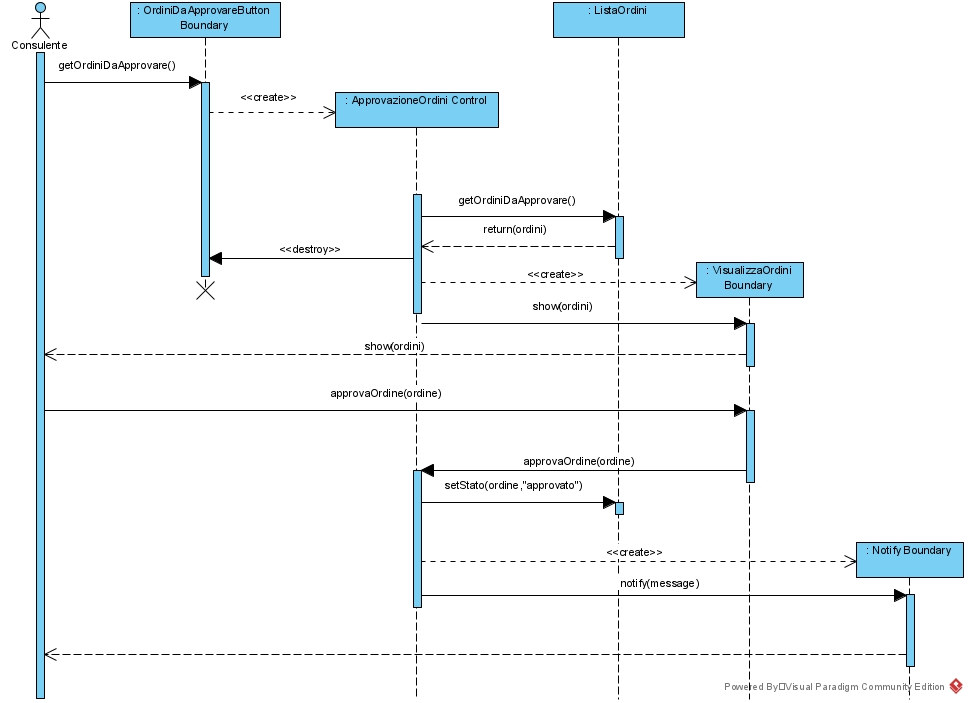 : OrdiniDaApprovareButton
Boundary
: ListaOrdini
Consulente
getOrdiniDaApprovare()
<<create>>
: ApprovazioneOrdini Control
getOrdiniDaApprovare()
return(ordini)
<<destroy>>
<<create>>
: VisualizzaOrdini
Boundary
show(ordini)
show(ordini)
approvaOrdine(ordine)
approvaOrdine(ordine)
setStato(ordine,"approvato")
<<create>>
: Notify Boundary
notify(message)
Powered By Visual Paradigm Community Edition